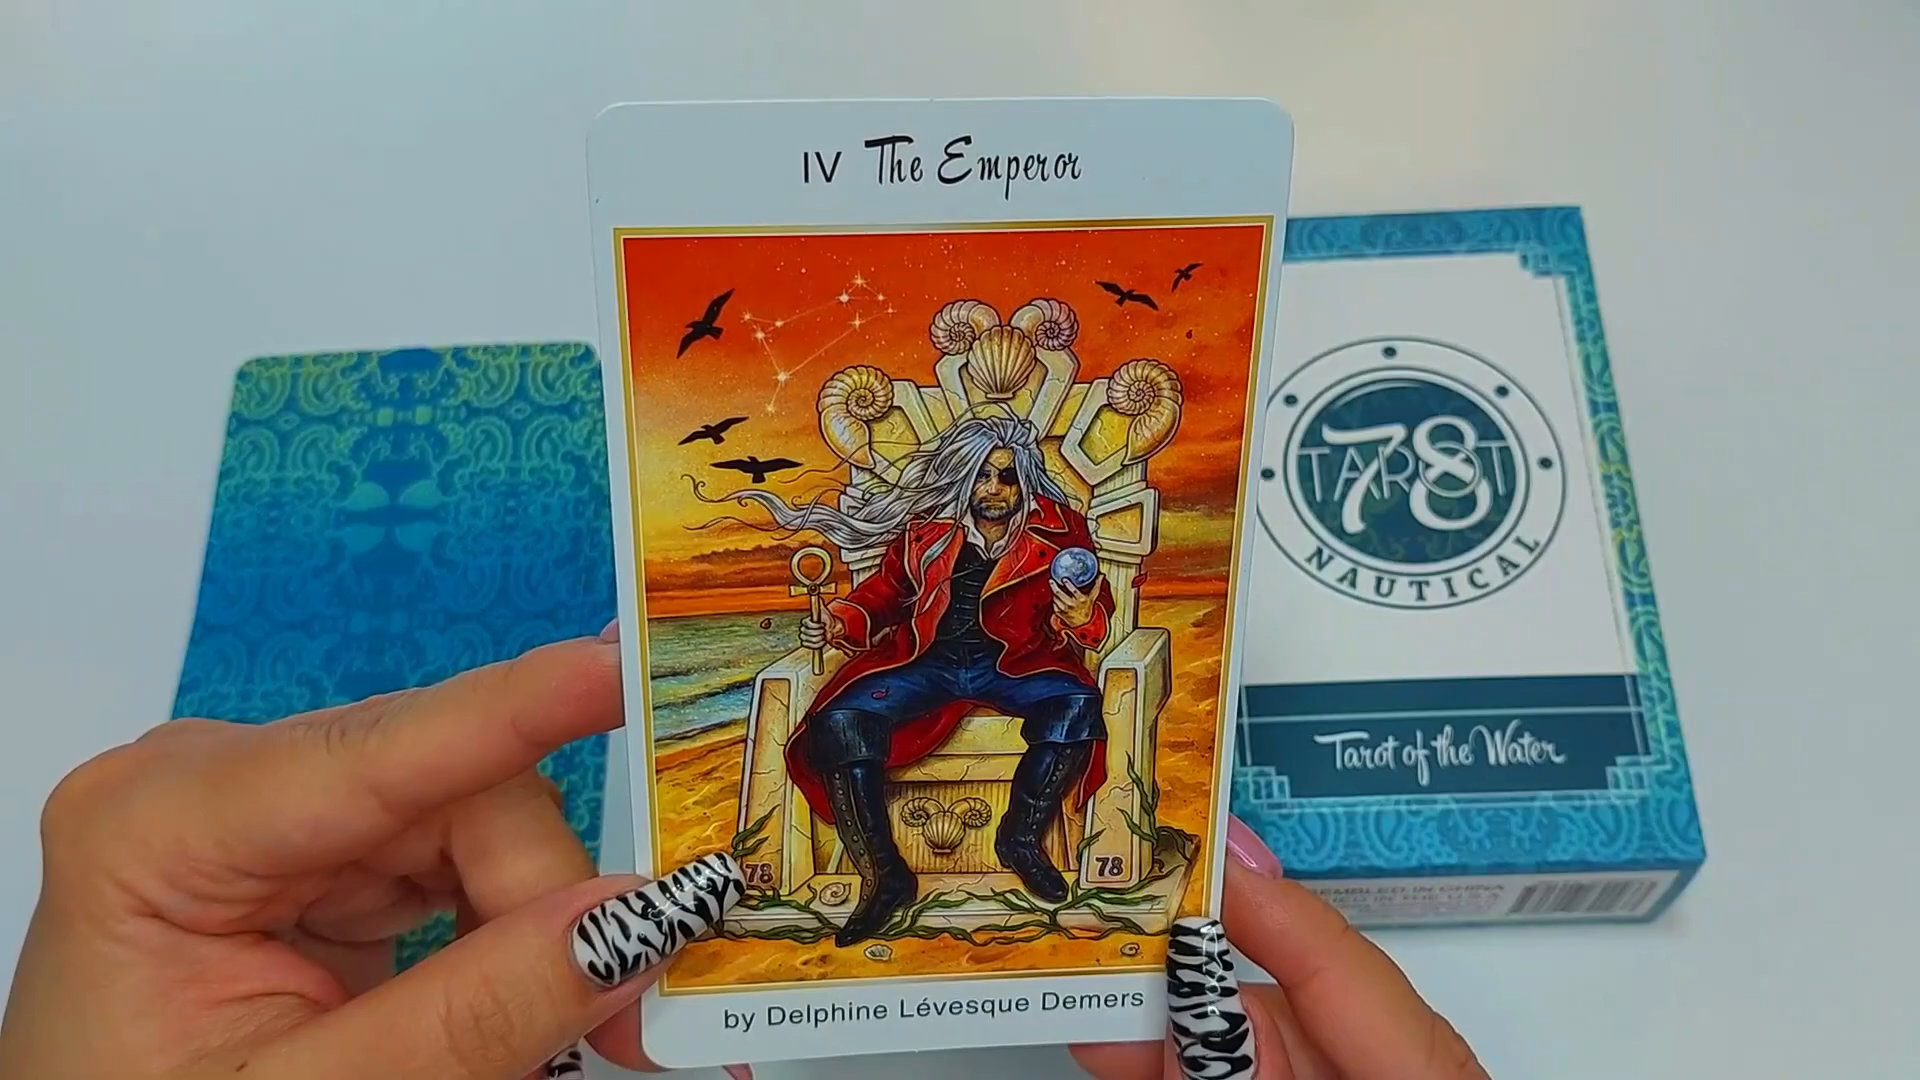 IV The Emperor
78 78
by Delphine Lévesque Demers
TAROT
78
NAUTICAL
Tarot of the Water